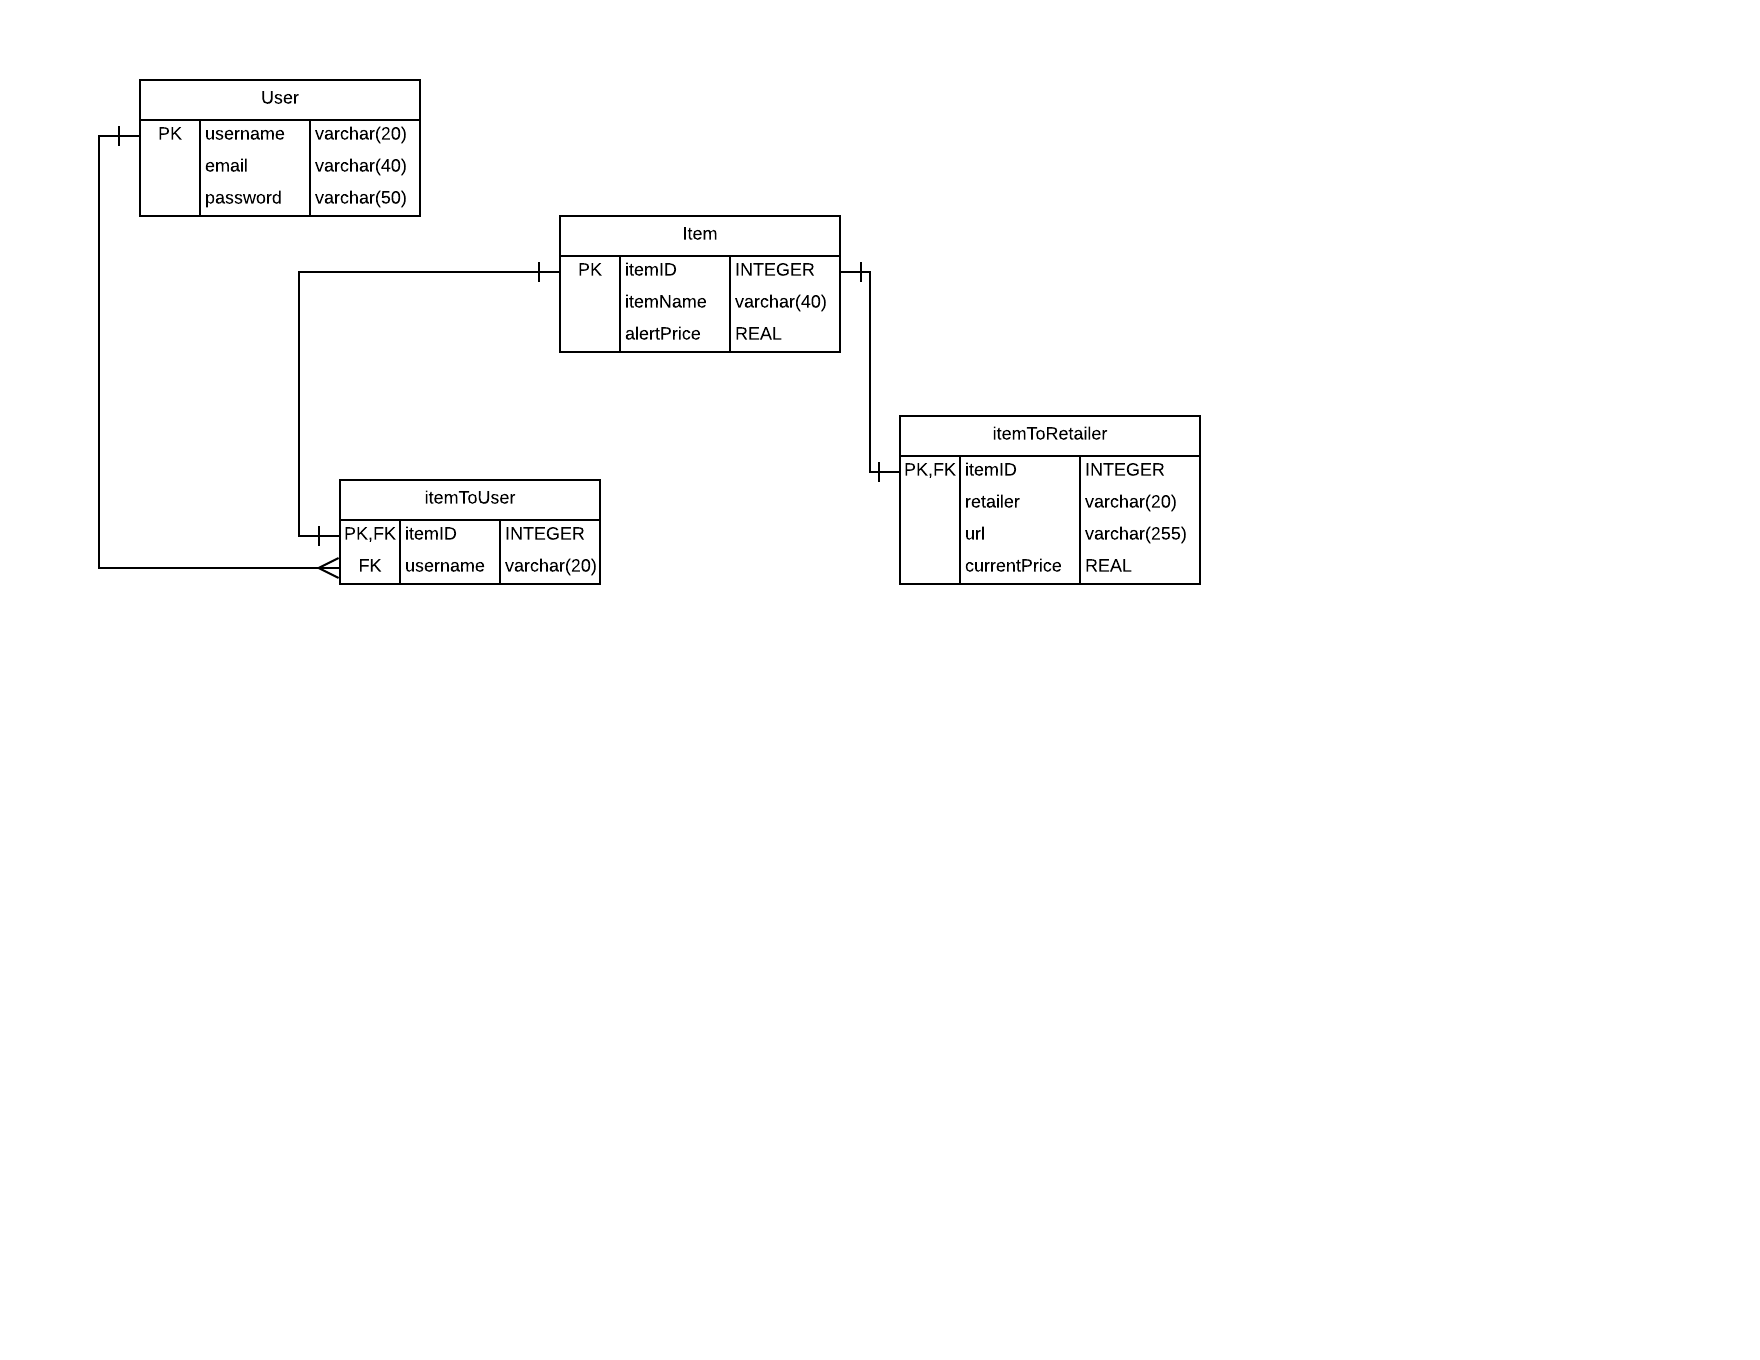 User
PK username varchar(20)
email varchar(40)
password varchar(50)
Item
PK itemID INTEGER
itemName varchar(40)
alertPrice REAL
itemToRetailer
PK,FK itemID INTEGER
retailer varchar(20)
url varchar(255)
currentPrice REAL
itemToUser
PK,FK itemID INTEGER
FK username varchar(20)